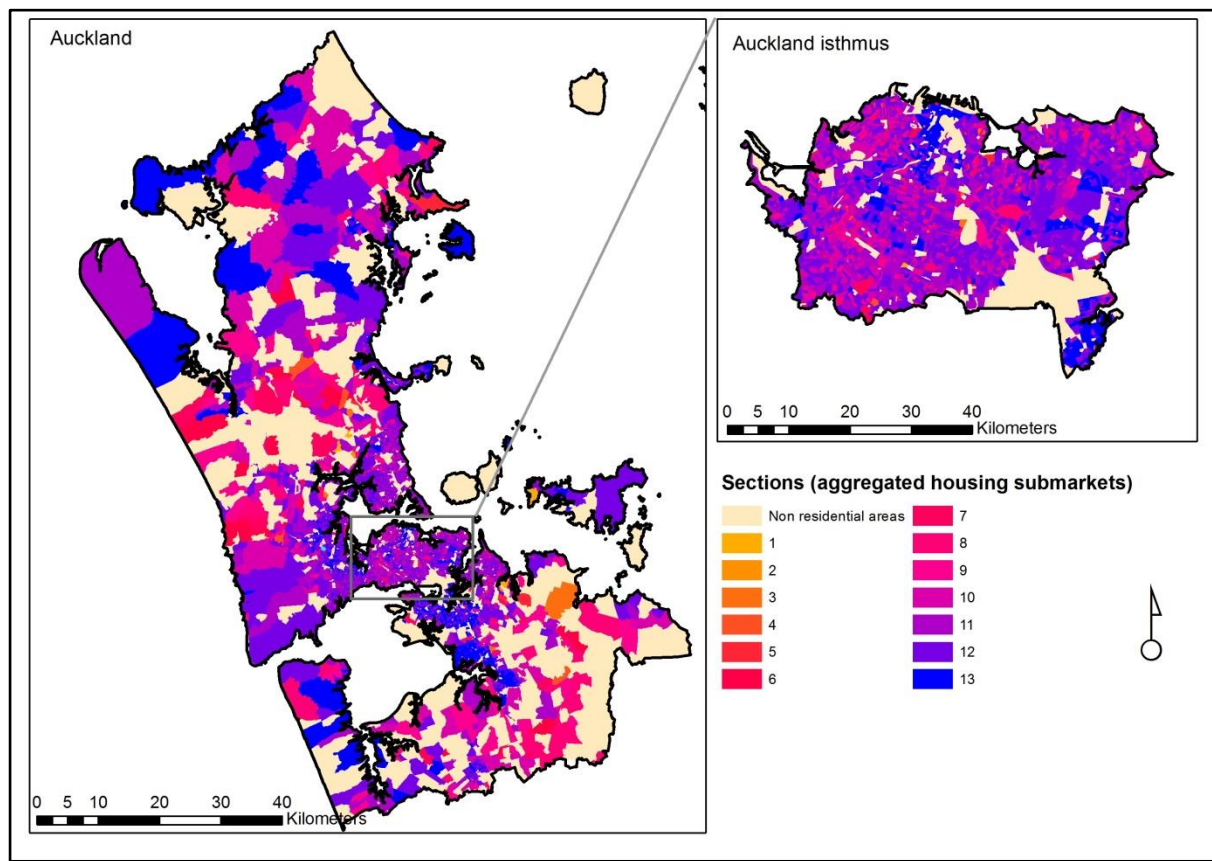 Auckland
Auckland isthmus
0 5 10 20 30 40
Kilometers
Sections (aggregated housing submarkets)
Non residential areas
1
2
3
4
5
6
7
8
9
10
11
12
13
0 5 10 20 30 40
Kilometers